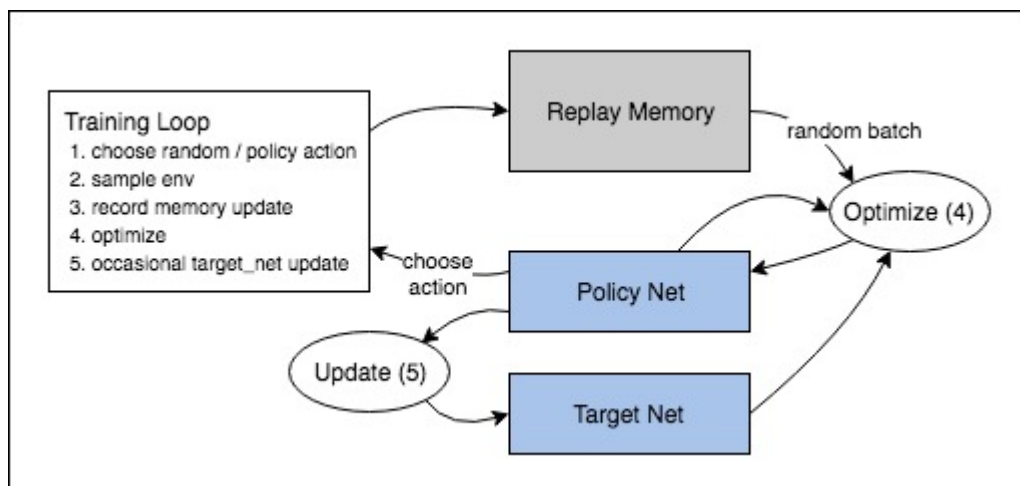 Training Loop
1. choose random / policy action
2. sample env
3. record memory update
4. optimize
5. occasional target_net update
Replay Memory
random batch
Optimize (4)
choose
action
Policy Net
Update (5)
Target Net